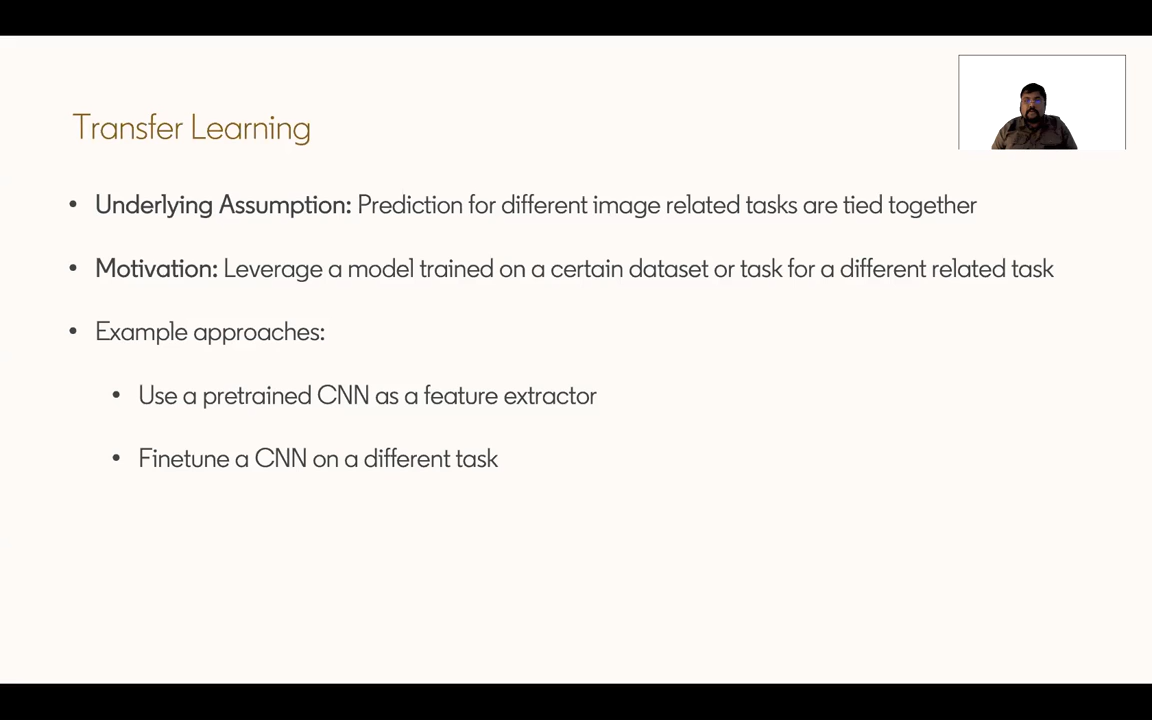 Transfer Learning
• Underlying Assumption: Prediction for different image related tasks are tied together
• Motivation: Leverage a model trained on a certain dataset or task for a different related task
• Example approaches:
• Use a pretrained CNN as a feature extractor
• Finetune a CNN on a different task